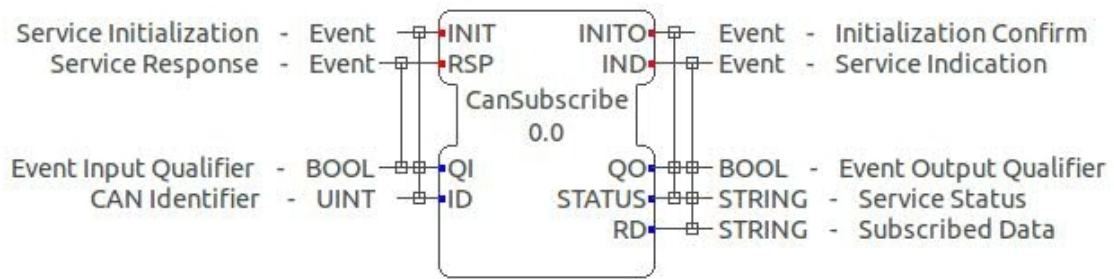 Service Initialization - Event INIT INITO Event - Initialization Confirm
Service Response - Event RSP IND Event - Service Indication
CanSubscribe
0.0
Event Input Qualifier - BOOL QI QO BOOL - Event Output Qualifier
CAN Identifier - UINT ID STATUS STRING - Service Status
RD STRING - Subscribed Data